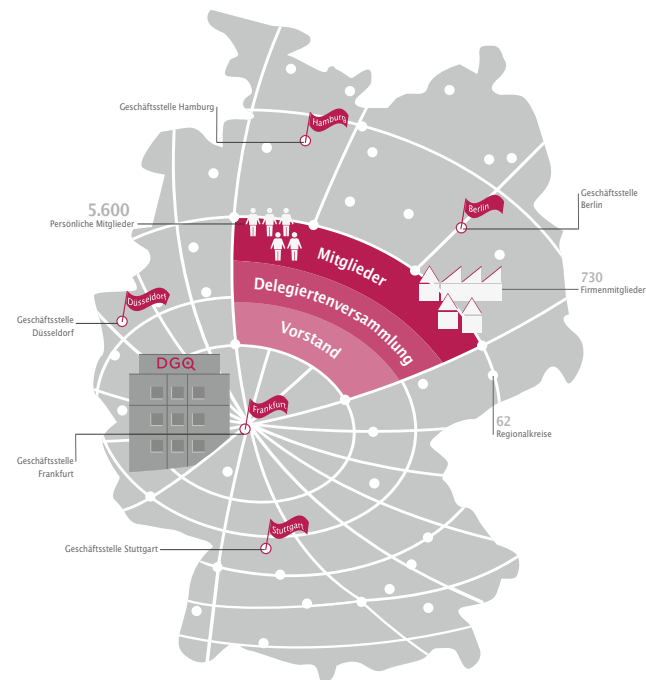 Geschäftsstelle Hamburg
Hamburg
Geschäftsstelle
Berlin
Berlin
5.600
Persönliche Mitglieder
Mitglieder
730
Firmenmitglieder
Delegiertenversammlung
Düsseldorf
Geschäftsstelle
Düsseldorf
Vorstand
DGQ
Frankfurt
62
Regionalkreise
Geschäftsstelle
Frankfurt
Stuttgart
Geschäftsstelle Stuttgart